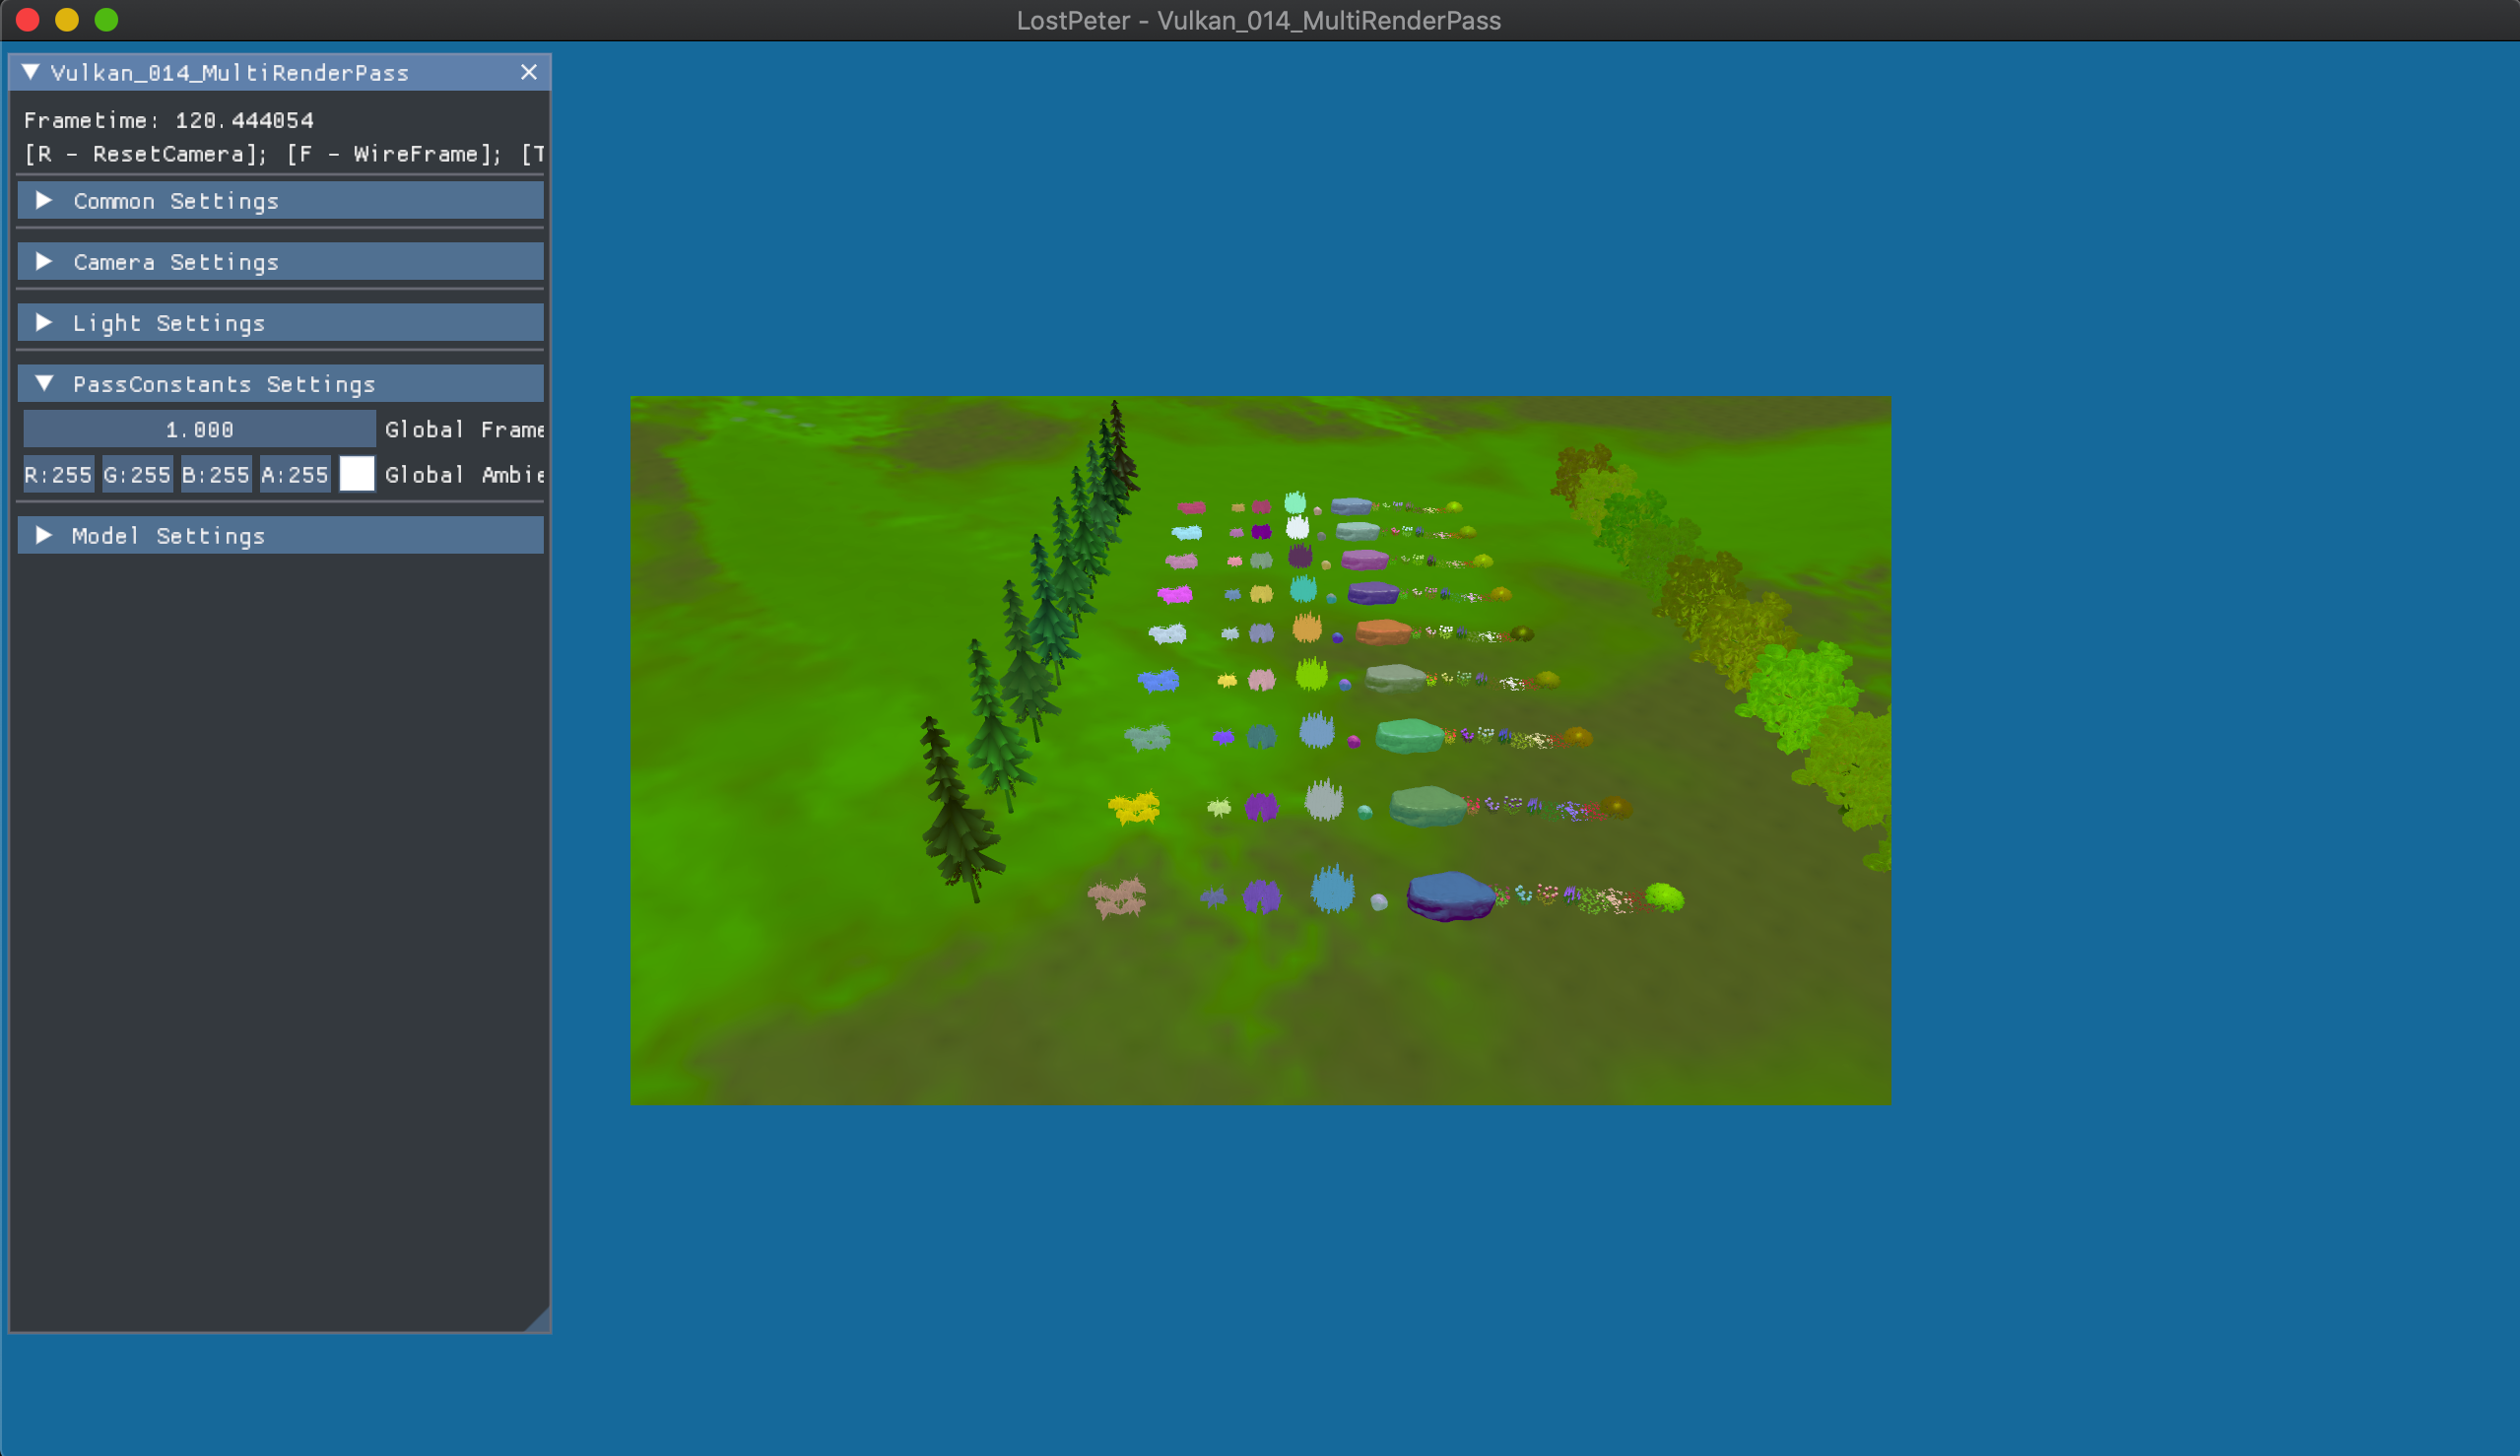 LostPeter - Vulkan_014_MultiRenderPass
Vulkan_014_MultiRenderPass
Frametime: 120.444054
[R - ResetCamera]; [F - WireFrame]; [T
Common Settings
Camera Settings
Light Settings
PassConstants Settings
1.000 Global Frame
R:255 G:255 B:255 A:255 Global Ambie
Model Settings